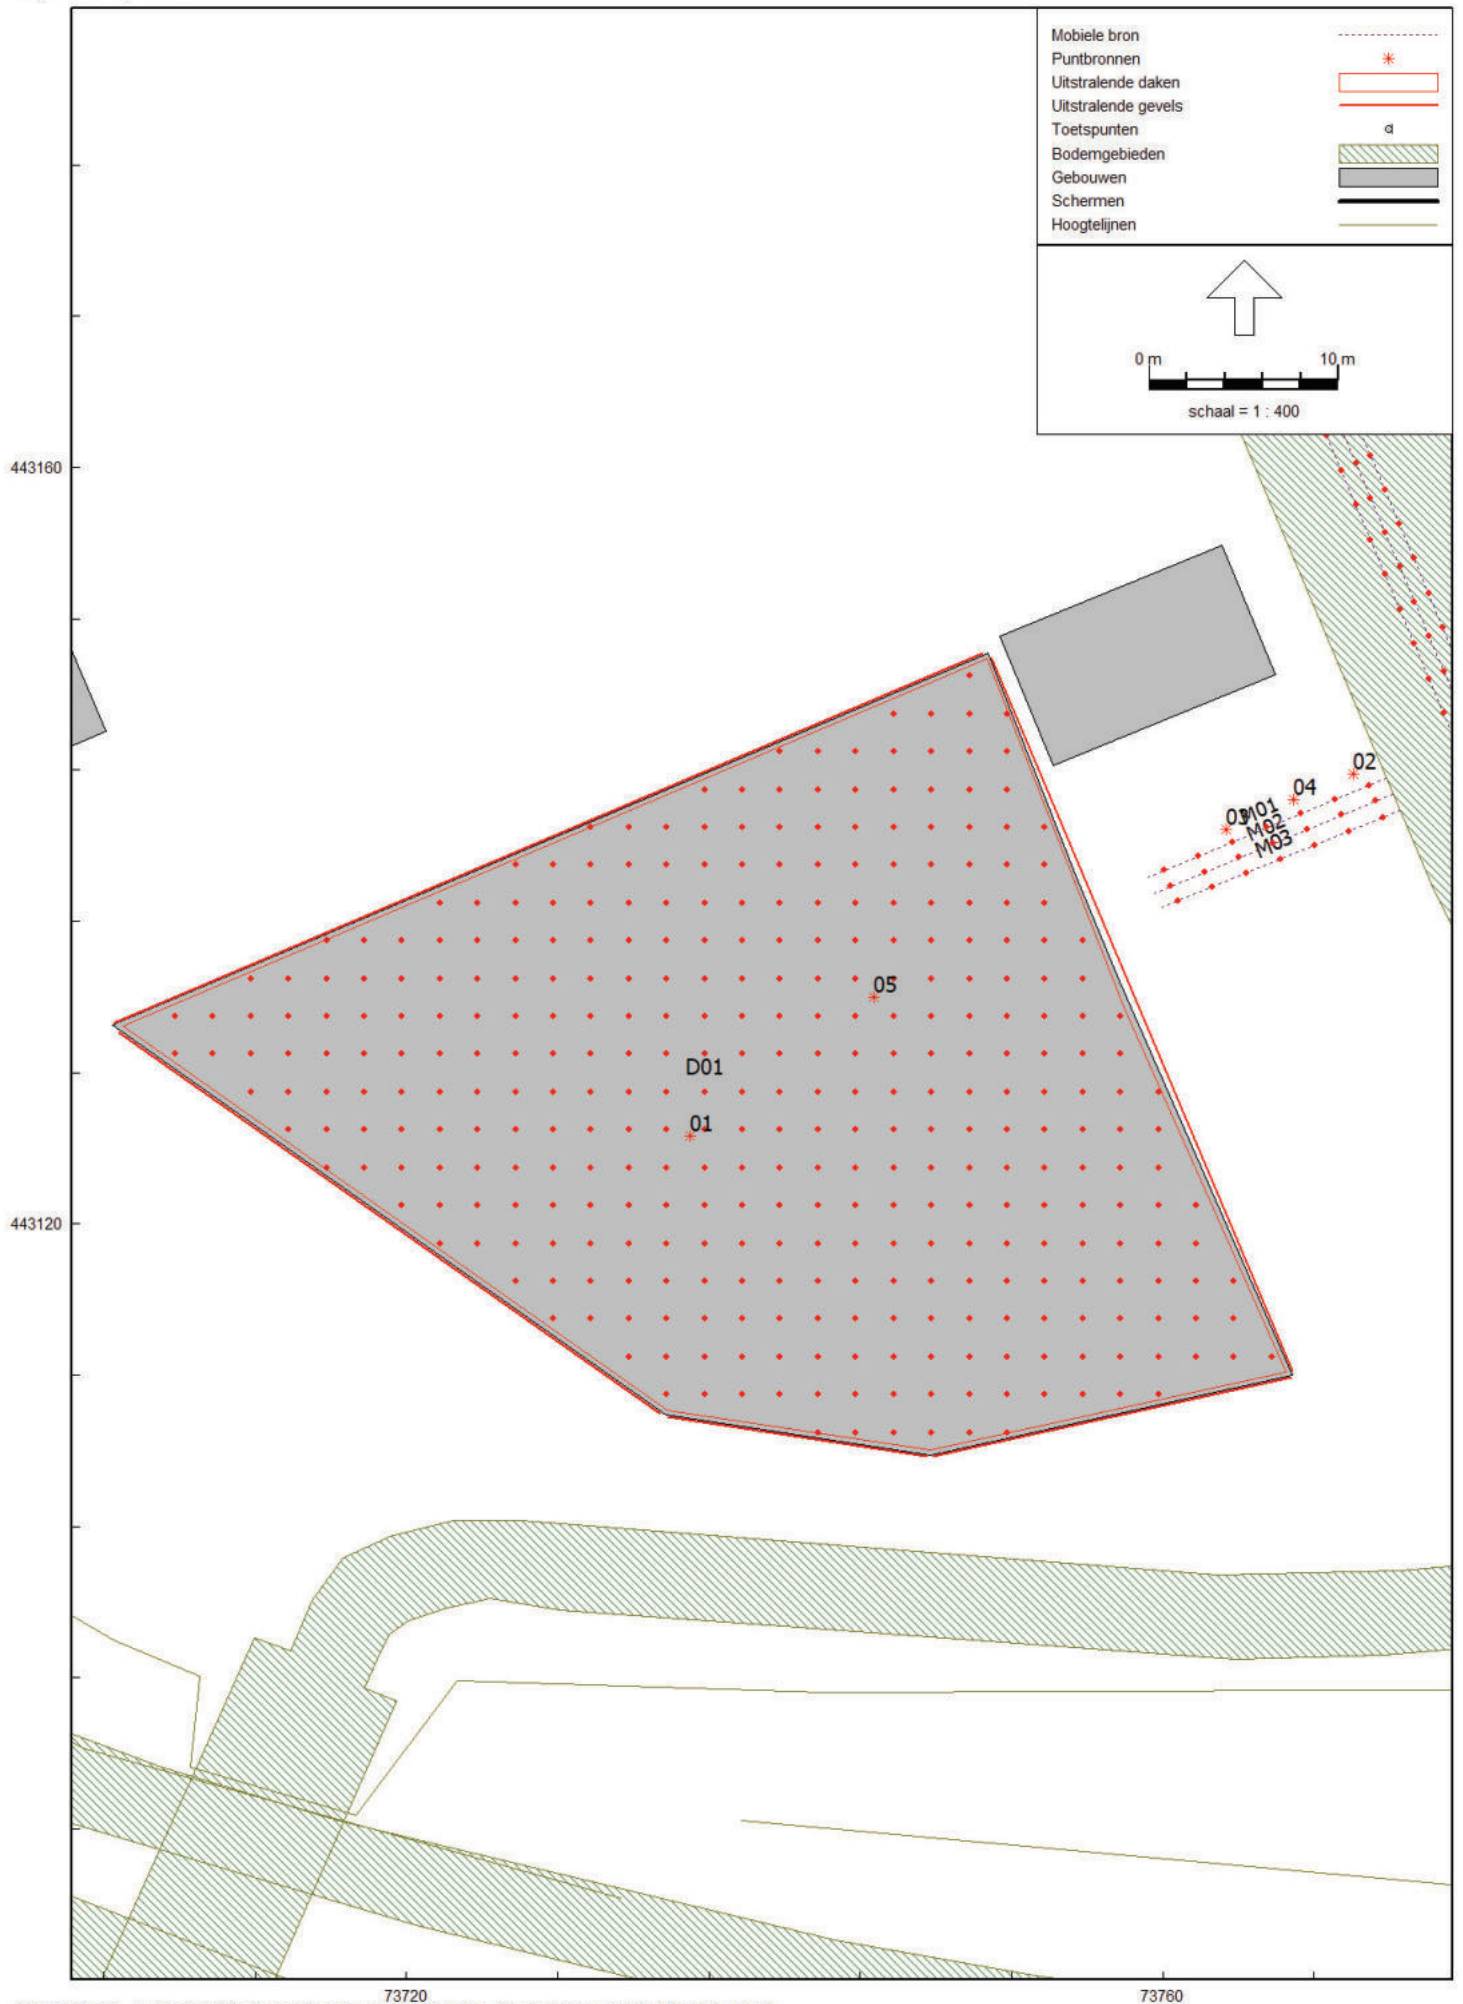 Mobiele bron
Puntbronnen
Uitstralende daken
Uitstralende gevels
Toetspunten
Bodemgebieden
Gebouwen
Schermen
Hoogtelijnen
0 m 10 m
schaal = 1 : 400
443160
02
04
03
M01
M02
M03
05
D01
01
443120
73720 73760